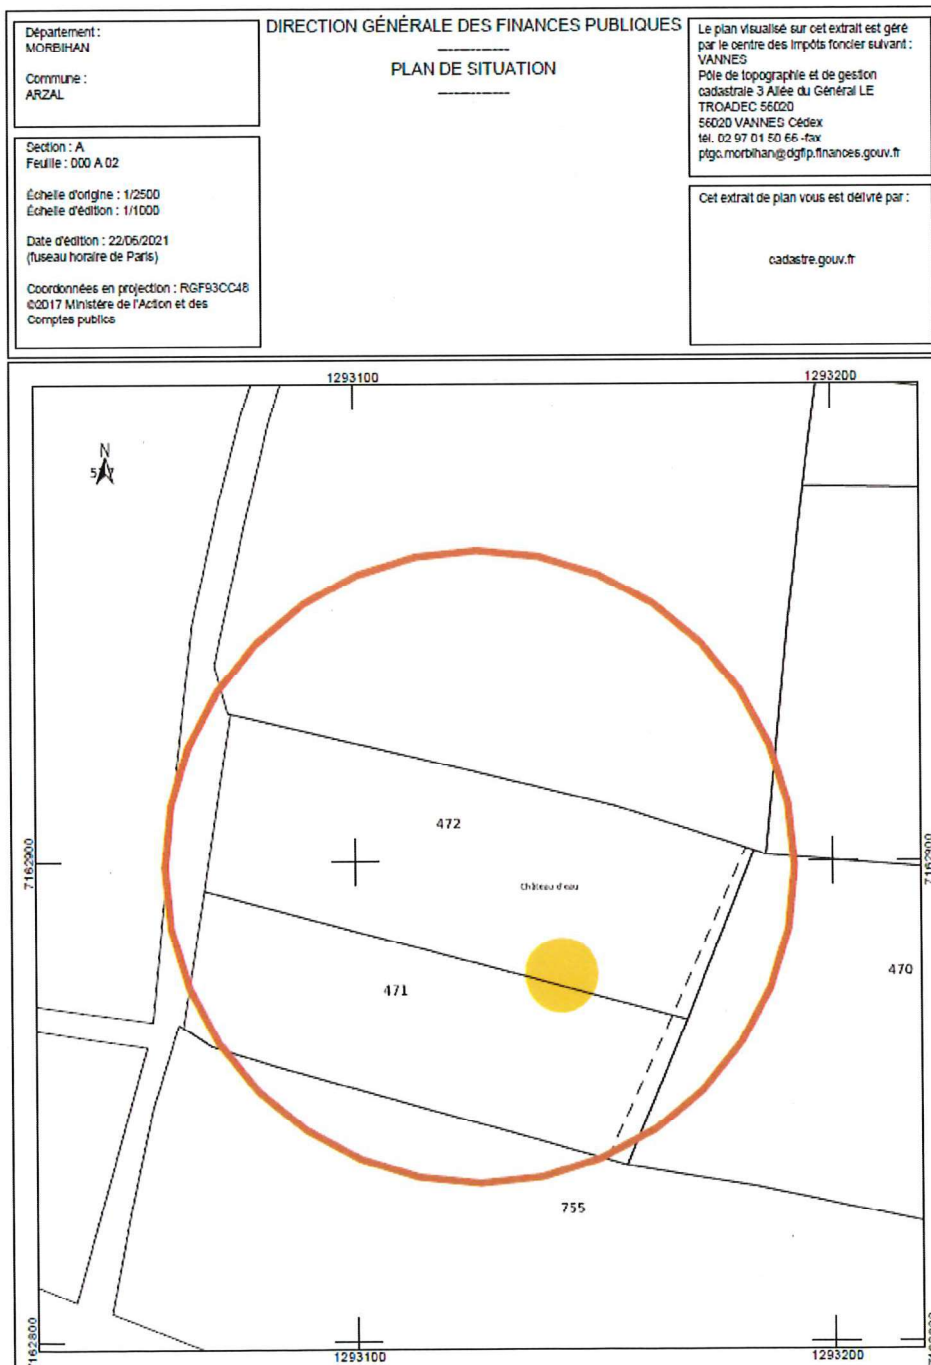 Département :
MORBIHAN
Commune :
ARZAL
Section : A
Feuille : 000 A 02
Échelle d'origine : 1/2500
Échelle d'édition : 1/1000
Date d'édition : 22/06/2021
(fuseau horaire de Paris)
Coordonnées en projection : RGF93CC48
©2017 Ministère de l'Action et des
Comptes publics
DIRECTION GÉNÉRALE DES FINANCES PUBLIQUES
PLAN DE SITUATION
Le plan visualisé sur cet extrait est géré
par le centre des impôts foncier suivant :
VANNES
Pôle de topographie et de gestion
cadastrale 3 Allée du Général LE
TROADEC 56020
56020 VANNES Cédex
tél. 02 97 01 50 66 -fax
ptgc.morbihan@dgfip.finances.gouv.fr
Cet extrait de plan vous est délivré par :
cadastre.gouv.fr
1293100
1293200
N
472
7162900
7162900
Château d'eau
470
471
755
7162800
1293100
1293200